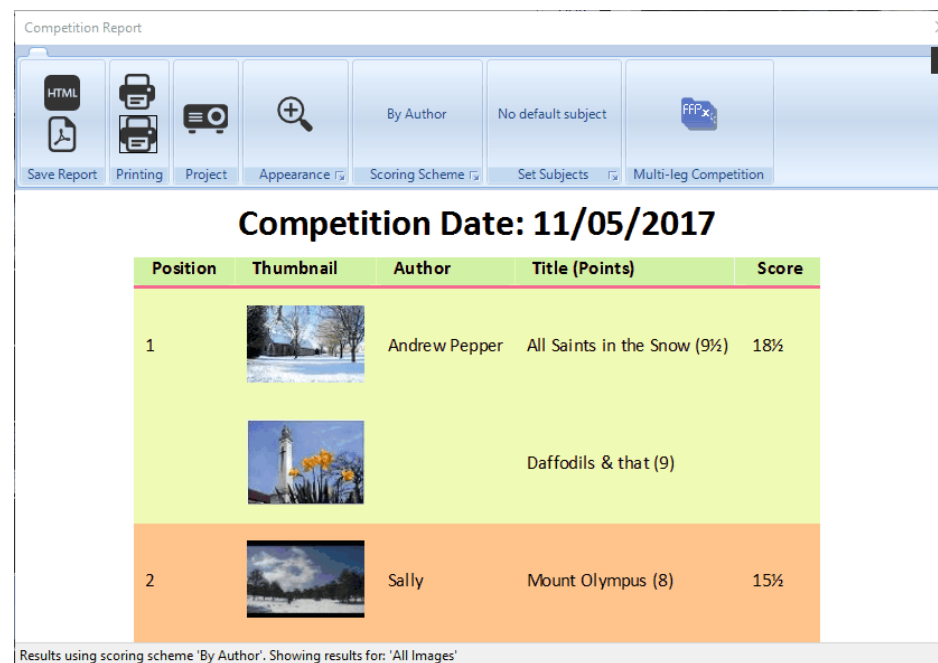 Competition Report
HTML
By Author
No default subject
FFPx
Save Report Printing Project Appearance Scoring Scheme Set Subjects Multi-leg Competition
Competition Date: 11/05/2017
Position Thumbnail Author Title (Points) Score
1 Andrew Pepper All Saints in the Snow (9½) 18½
Daffodils & that (9)
2 Sally Mount Olympus (8) 15½
Results using scoring scheme 'By Author'. Showing results for: 'All Images'